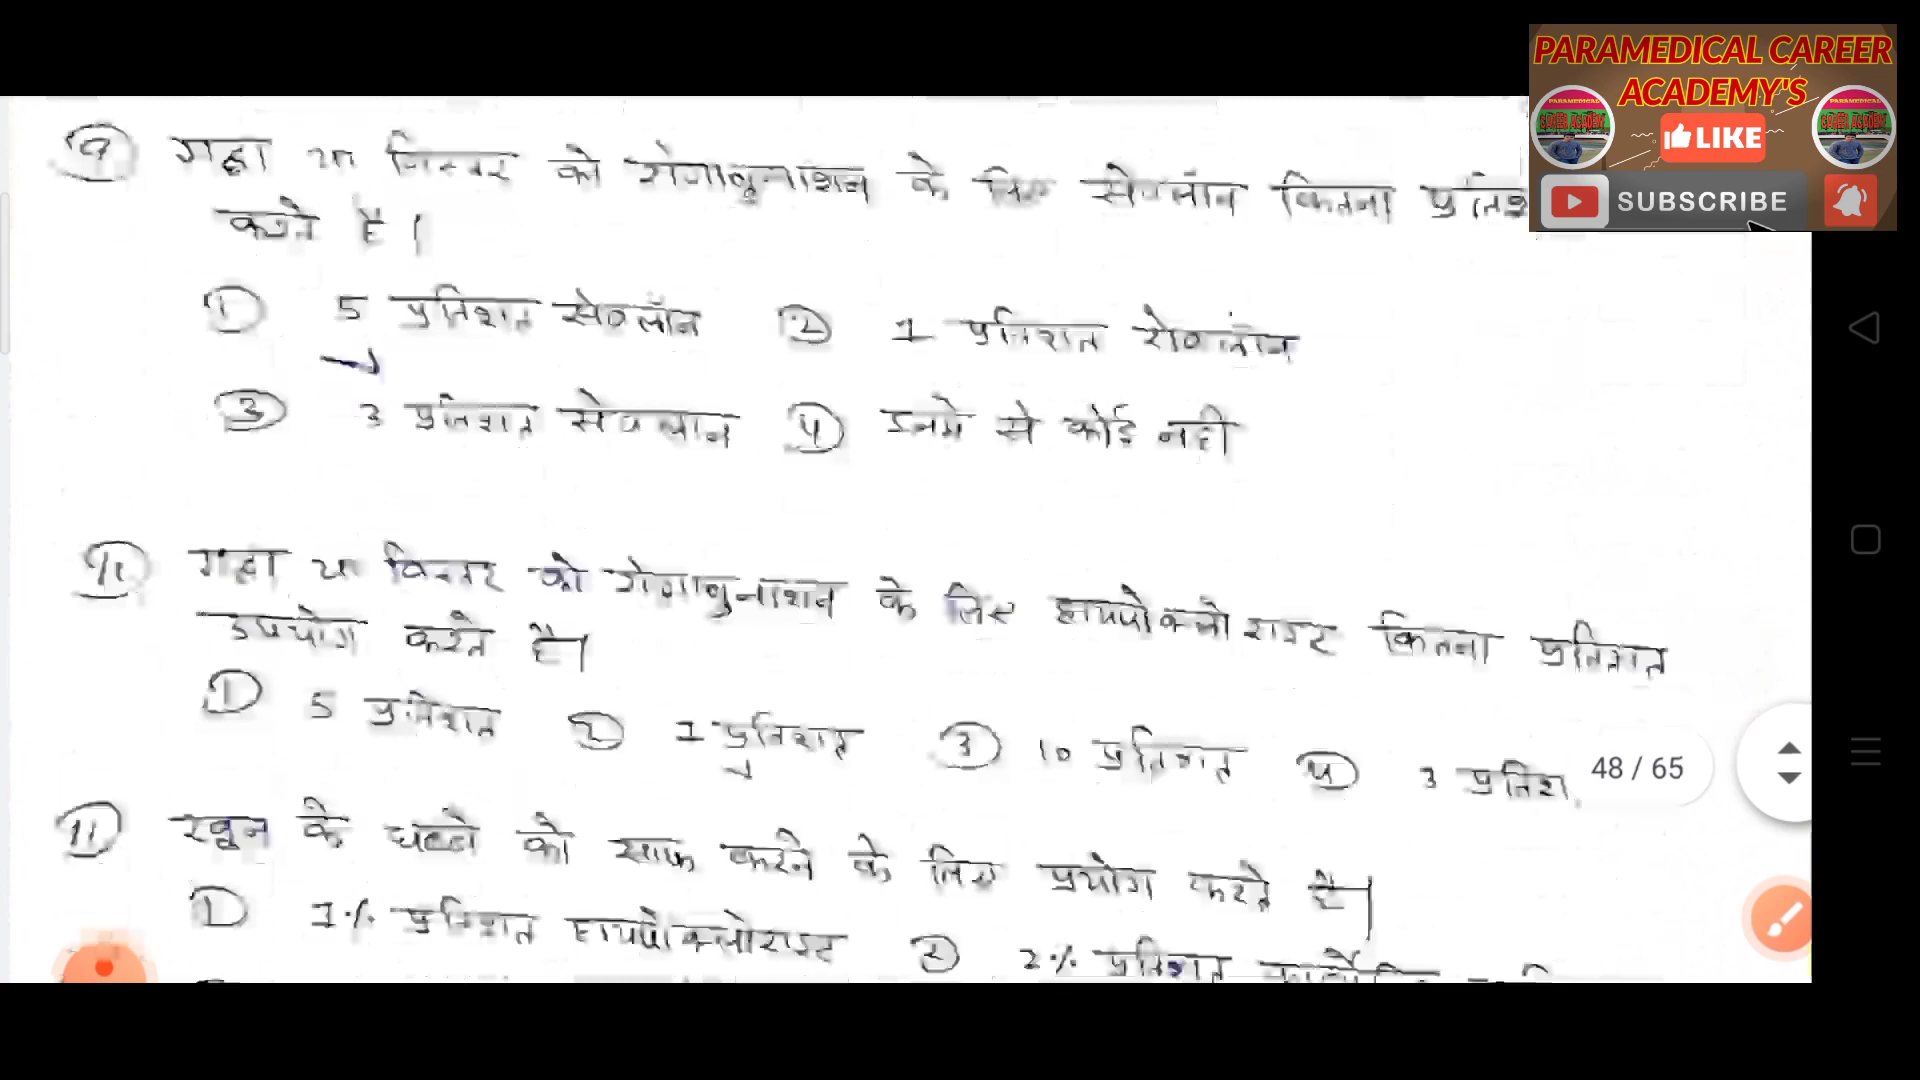 PARAMEDICAL CAREER
ACADEMY'S
LIKE
SUBSCRIBE
9 गद्दा या बिस्तर को रोगाणुनाशन के लिए सेवलॉन कितना
करते है।
1 5 प्रतिशत सेवलॉन 2 1 प्रतिशत सेवलॉन
3 3 प्रतिशत सेवलान 4 इनमे से कोई नही
गद्दा या बिस्तर को रोगाणुनाशन के लिए हायपोक्लोराइट कितना प्रतिशत
उपयोग करते है।
1 5 प्रतिशत 2 1 प्रतिशत 3 10 प्रतिशत 4 3 प्रतिश
48 / 65
11 खून के धब्बो को साफ करने के लिए प्रयोग करते है।
1 1% प्रतिशत हायपोक्लोराइट 2 2% प्रतिशत